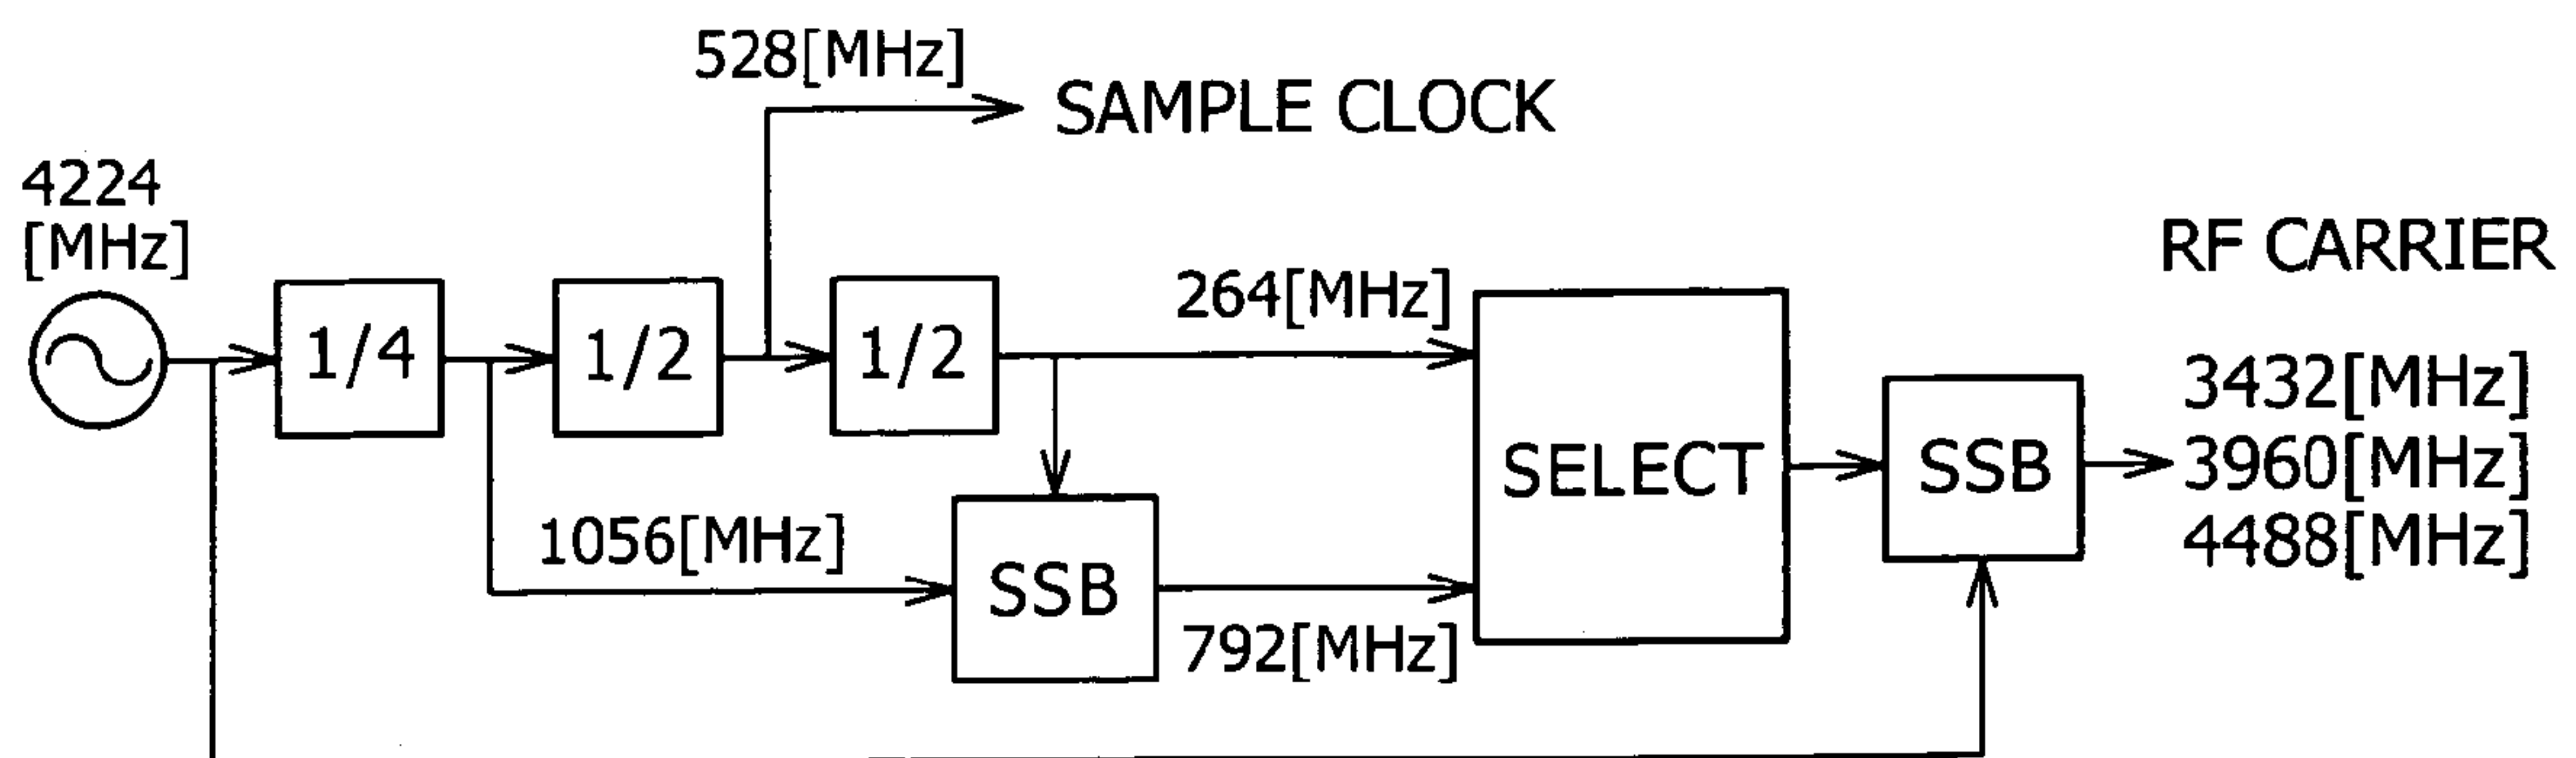 528[MHz]
SAMPLE CLOCK
4224
[MHz]
RF CARRIER
264[MHz]
1/4
1/2
1/2
3432[MHz]
SELECT
SSB
3960[MHz]
1056[MHz]
4488[MHz]
SSB
792[MHz]